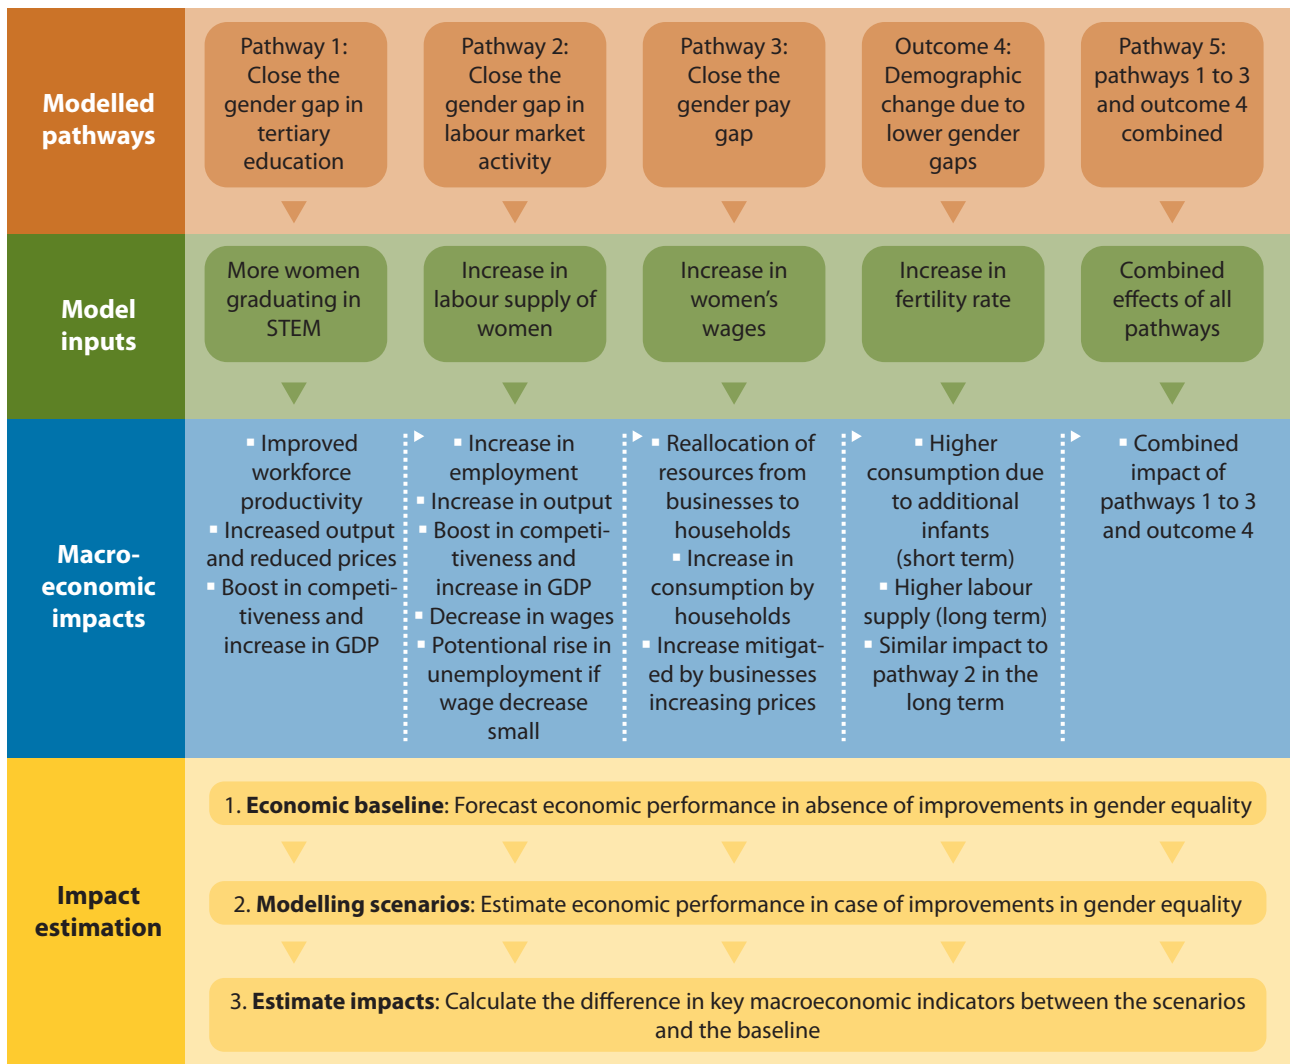 Modelled
pathways
Pathway 1:
Close the
gender gap in
tertiary
education
Pathway 2:
Close the
gender gap in
labour market
activity
Pathway 3:
Close the
gender pay
gap
Outcome 4:
Demographic
change due to
lower gender
gaps
Pathway 5:
pathways 1 to 3
and outcome 4
combined
Model
inputs
More women
graduating in
STEM
Increase in
labour supply of
women
Increase in
women's
wages
Increase in
fertility rate
Combined
effects of all
pathways
Macro-
economic
impacts
▪ Improved
workforce
productivity
▪ Increased output
and reduced prices
▪ Boost in competi-
tiveness and
increase in GDP
▪ Increase in
employment
▪ Increase in output
▪ Boost in competi-
tiveness and
increase in GDP
▪ Decrease in wages
▪ Potentional rise in
unemployment if
wage decrease
small
▪ Reallocation of
resources from
businesses to
households
▪ Increase in
consumption by
households
▪ Increase mitigat-
ed by businesses
increasing prices
▪ Higher
consumption due
to additional
infants
(short term)
▪ Higher labour
supply (long term)
▪ Similar impact to
pathway 2 in the
long term
▪ Combined
impact of
pathways 1 to 3
and outcome 4
Impact
estimation
1. Economic baseline: Forecast economic performance in absence of improvements in gender equality
2. Modelling scenarios: Estimate economic performance in case of improvements in gender equality
3. Estimate impacts: Calculate the difference in key macroeconomic indicators between the scenarios
and the baseline